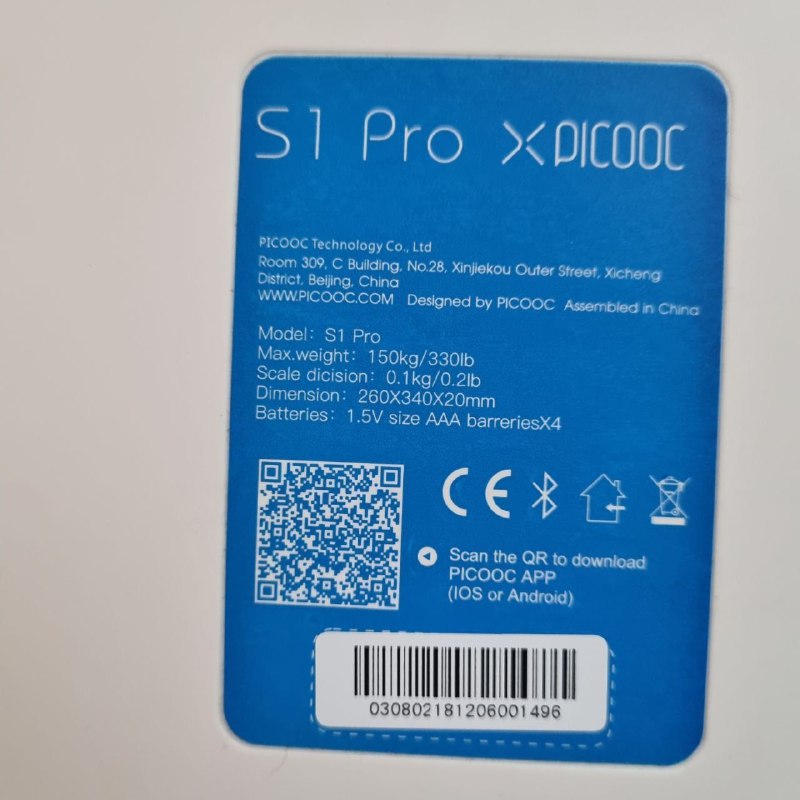 S1 Pro PICOOC
PICOOC Technology Co., Ltd
Room 309, C Building, No.28, Xinjiekou Outer Street, Xicheng
District, Beijing, China
WWW.PICOOC.COM Designed by PICOOC Assembled in China
Model: S1 Pro
Max.weight: 150kg/330lb
Scale dicision: 0.1kg/0.2lb
Dimension: 260X340X20mm
Batteries: 1.5V size AAA barreriesX4
CE
Scan the QR to download
PICOOC APP
(IOS or Android)
030802181206001496